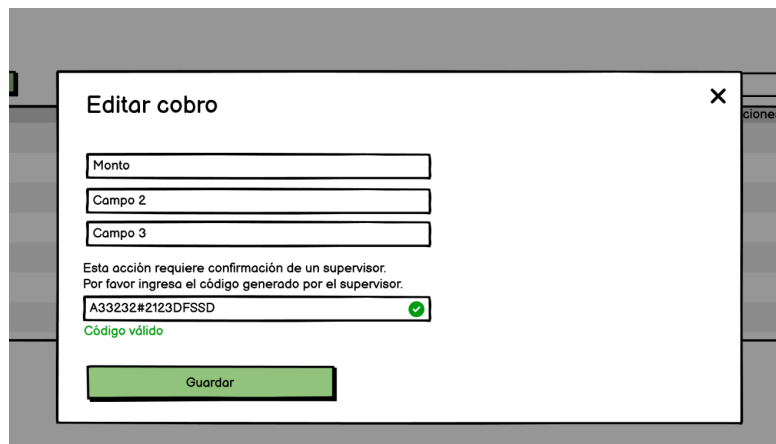 Editar cobro
Monto
Campo 2
Campo 3
Esta acción requiere confirmación de un supervisor.
Por favor ingresa el código generado por el supervisor.
A33232#2123DFSSD
Código válido
Guardar